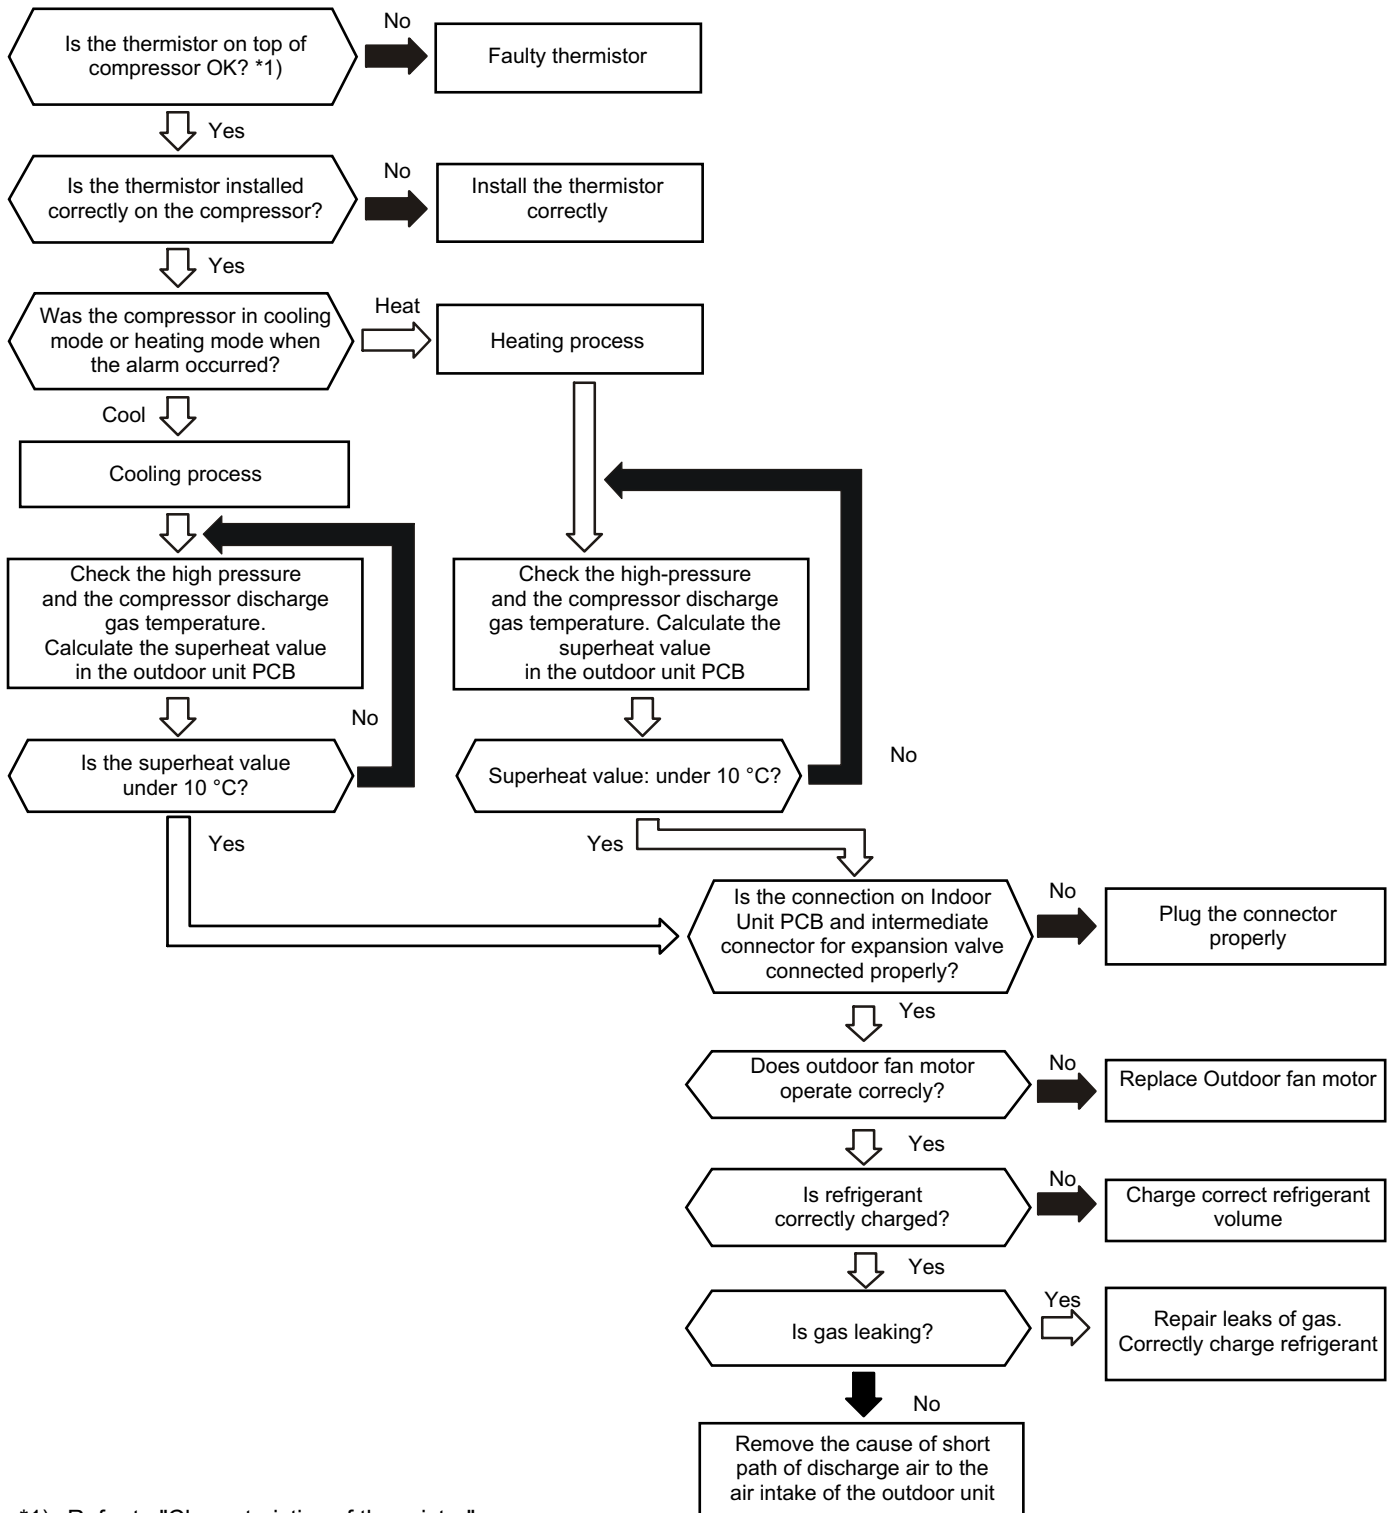 Is the thermistor on top of
compressor OK? *1)
No
Faulty thermistor
Yes
Is the thermistor installed
correctly on the compressor?
No
Install the thermistor
correctly
Yes
Was the compressor in cooling
mode or heating mode when
the alarm occurred?
Heat
Heating process
Cool
Cooling process
Check the high pressure
and the compressor discharge
gas temperature.
Calculate the superheat value
in the outdoor unit PCB
Check the high-pressure
and the compressor discharge
gas temperature. Calculate the
superheat value
in the outdoor unit PCB
No
Is the superheat value
under 10 °C?
Superheat value: under 10 °C?
No
Yes
Yes
Is the connection on Indoor
Unit PCB and intermediate
connector for expansion valve
connected properly?
No
Plug the connector
properly
Yes
Does outdoor fan motor
operate correcly?
No
Replace Outdoor fan motor
Yes
Is refrigerant
correctly charged?
No
Charge correct refrigerant
volume
Yes
Is gas leaking?
Yes
Repair leaks of gas.
Correctly charge refrigerant
No
Remove the cause of short
path of discharge air to the
air intake of the outdoor unit